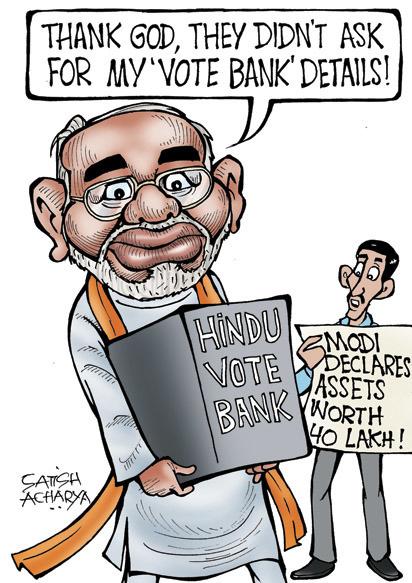 THANK GOD, THEY DIDN'T ASK
FOR MY 'VOTE BANK' DETAILS!
HINDU
VOTE
BANK
MODI
DECLARES
ASSETS
WORTH
40 LAKH!
SATISH
ACHARYA